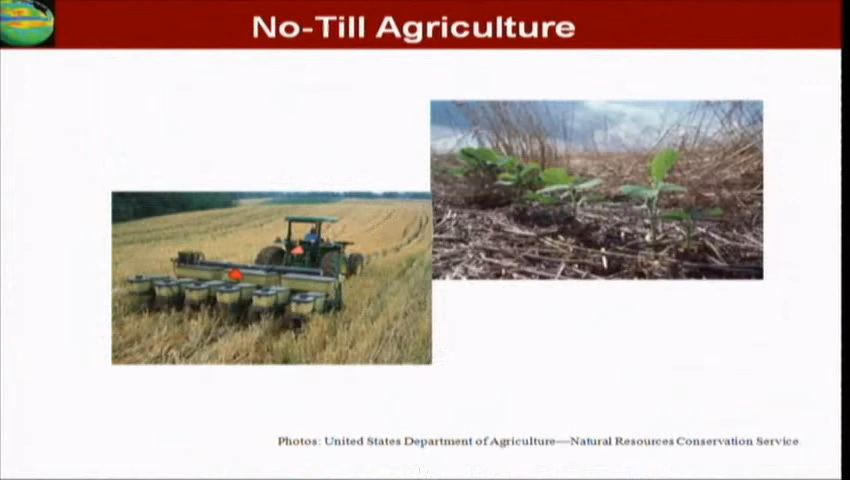 No-Till Agriculture
Photos: United States Department of Agriculture—Natural Resources Conservation Service